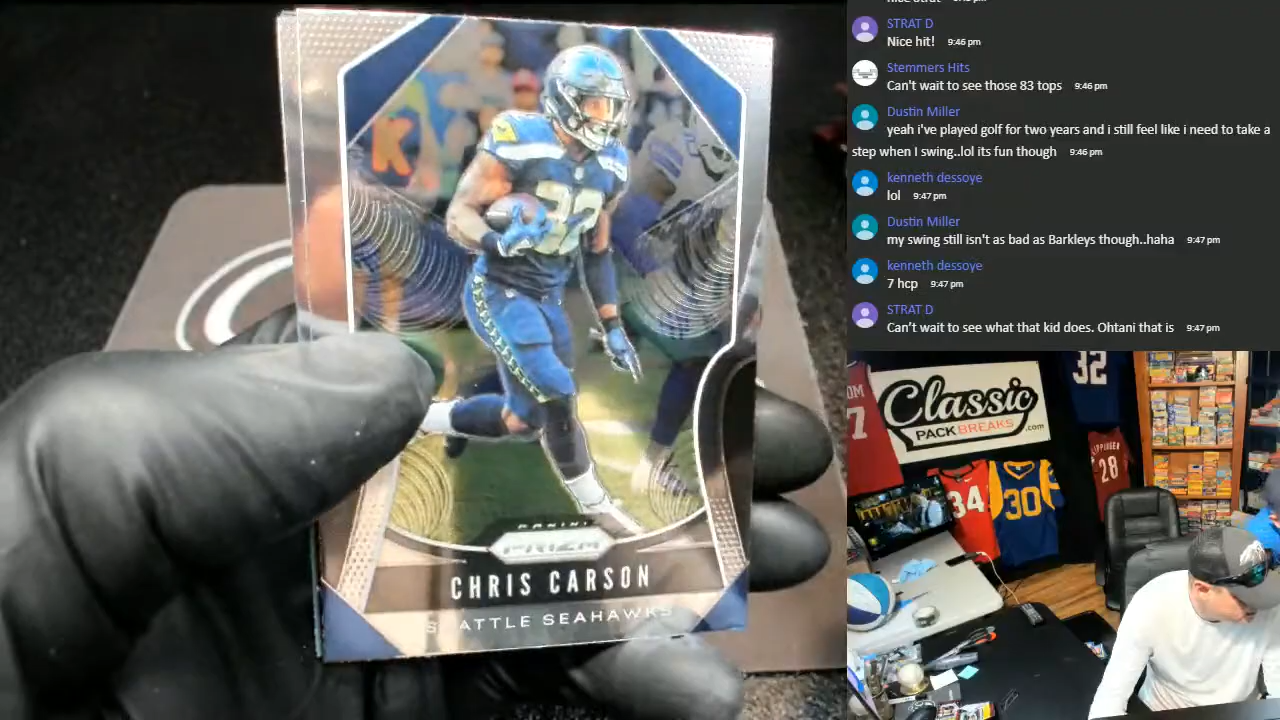 STRAT D
Nice hit! 9:46 pm
Stemmers Hits
Can't wait to see those 83 tops 9:46 pm
Dustin Miller
yeah i've played golf for two years and i still feel like i need to take a
step when I swing..lol its fun though 9:46 pm
kenneth dessoye
lol 9:47 pm
Dustin Miller
my swing still isn't as bad as Barkleys though..haha 9:47 pm
kenneth dessoye
7 hcp 9:47 pm
STRAT D
Can't wait to see what that kid does. Ohtani that is 9:47 pm
K
32
PANINI
PRIZM
CHRIS CARSON
SEATTLE SEAHAWKS
Classic
PACK BREAKS .com
32
7
34
30
28